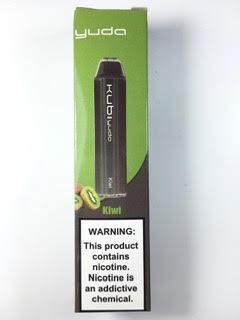 yuda
kubi yuda
Kiwi
Kiwi
WARNING:
This product
contains
nicotine.
Nicotine is
an addictive
chemical.